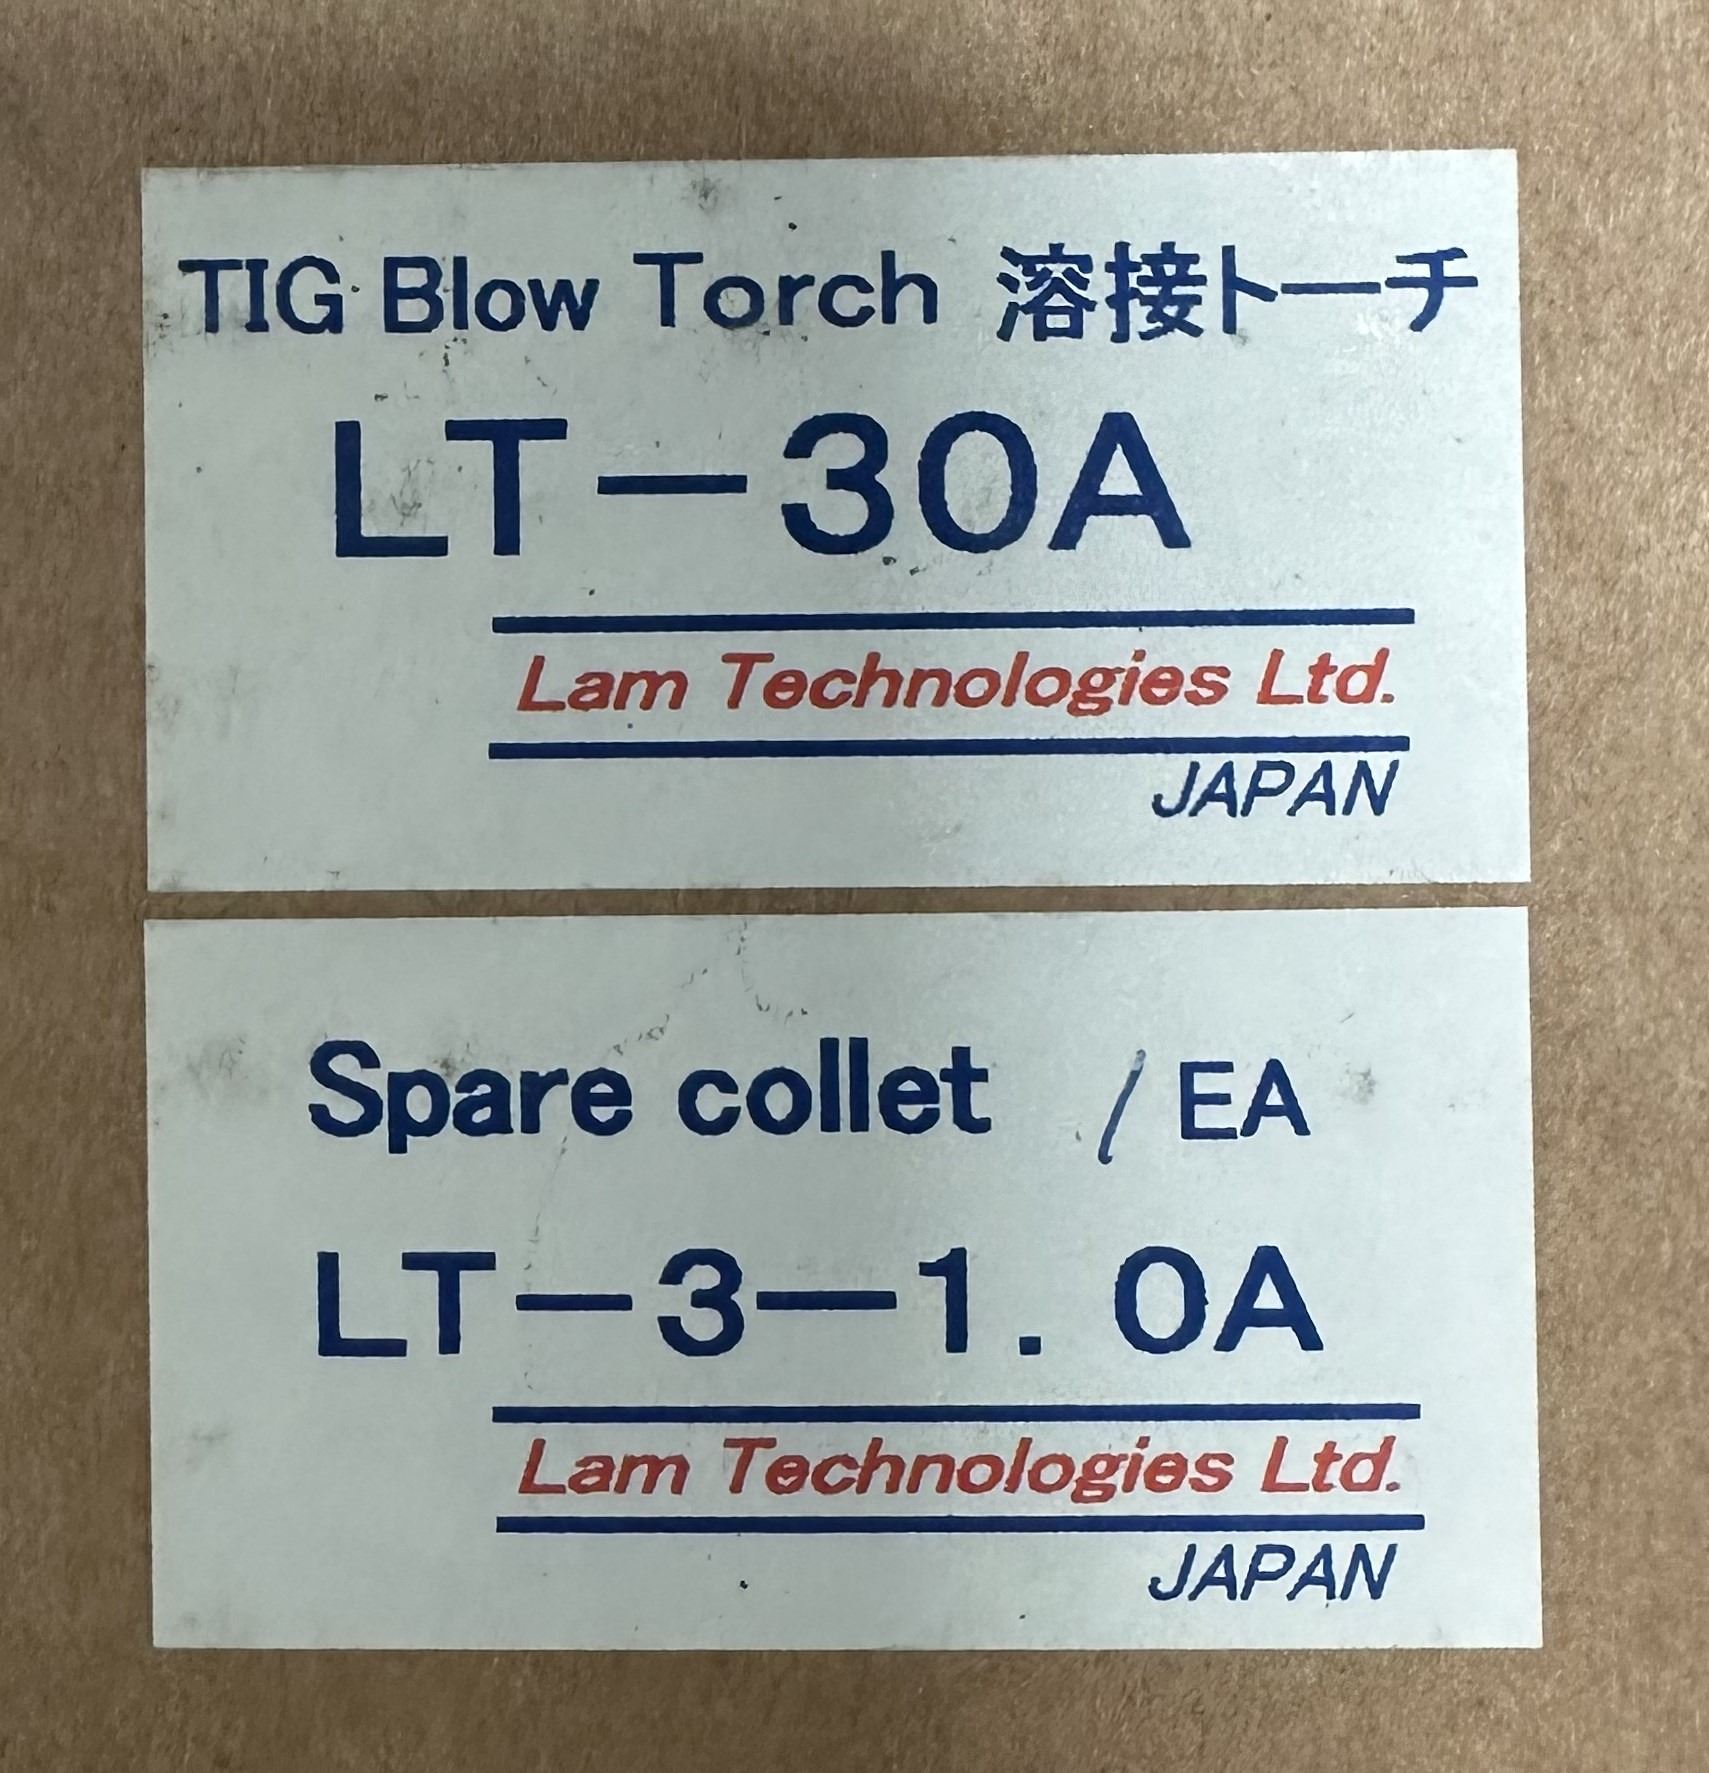 TIG Blow Torch 溶接トーチ
LT-30A
Lam Technologies Ltd.
JAPAN
Spare collet / EA
LT-3-1.0A
Lam Technologies Ltd.
JAPAN